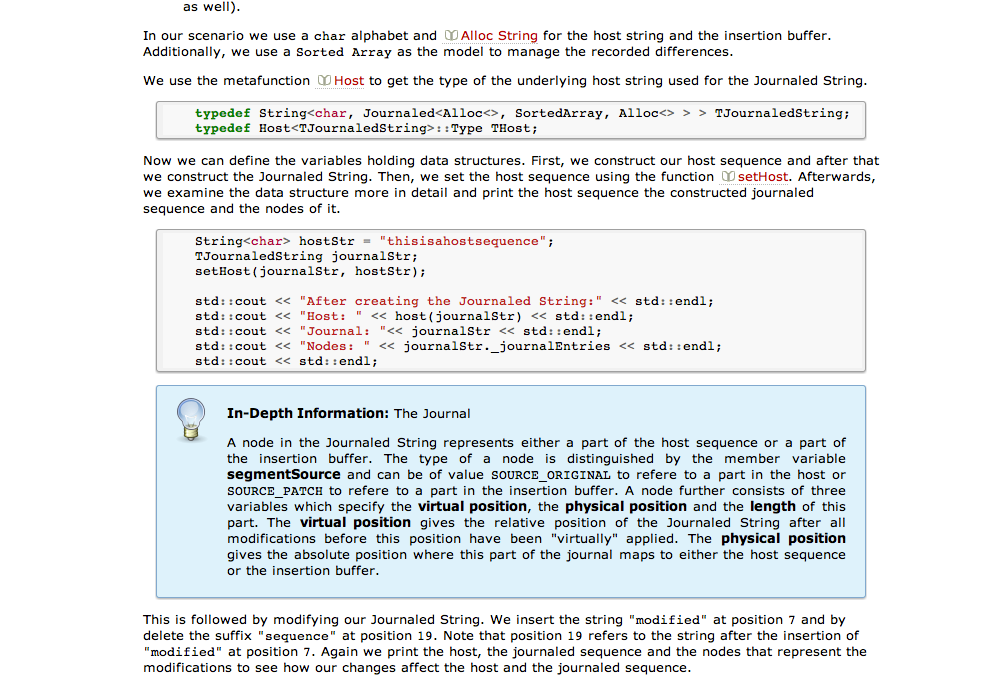 as well).
In our scenario we use a char alphabet and Alloc String for the host string and the insertion buffer.
Additionally, we use a Sorted Array as the model to manage the recorded differences.
We use the metafunction Host to get the type of the underlying host string used for the Journaled String.
typedef String<char, Journaled<Alloc<>, SortedArray, Alloc<> > > TJournaledString;
typedef Host<TJournaledString>::Type THost;
Now we can define the variables holding data structures. First, we construct our host sequence and after that
we construct the Journaled String. Then, we set the host sequence using the function setHost. Afterwards,
we examine the data structure more in detail and print the host sequence the constructed journaled
sequence and the nodes of it.
String<char> hostStr = "thisisahostsequence";
TJournaledString journalStr;
setHost(journalStr, hostStr);
std::cout << "After creating the Journaled String:" << std::endl;
std::cout << "Host: " << host(journalStr) << std::endl;
std::cout << "Journal: "<< journalStr << std::endl;
std::cout << "Nodes: " << journalStr._journalEntries << std::endl;
std::cout << std::endl;
In-Depth Information: The Journal
A node in the Journaled String represents either a part of the host sequence or a part of
the insertion buffer. The type of a node is distinguished by the member variable
segmentSource and can be of value SOURCE_ORIGINAL to refere to a part in the host or
SOURCE_PATCH to refere to a part in the insertion buffer. A node further consists of three
variables which specify the virtual position, the physical position and the length of this
part. The virtual position gives the relative position of the Journaled String after all
modifications before this position have been "virtually" applied. The physical position
gives the absolute position where this part of the journal maps to either the host sequence
or the insertion buffer.
This is followed by modifying our Journaled String. We insert the string "modified" at position 7 and by
delete the suffix "sequence" at position 19. Note that position 19 refers to the string after the insertion of
"modified" at position 7. Again we print the host, the journaled sequence and the nodes that represent the
modifications to see how our changes affect the host and the journaled sequence.